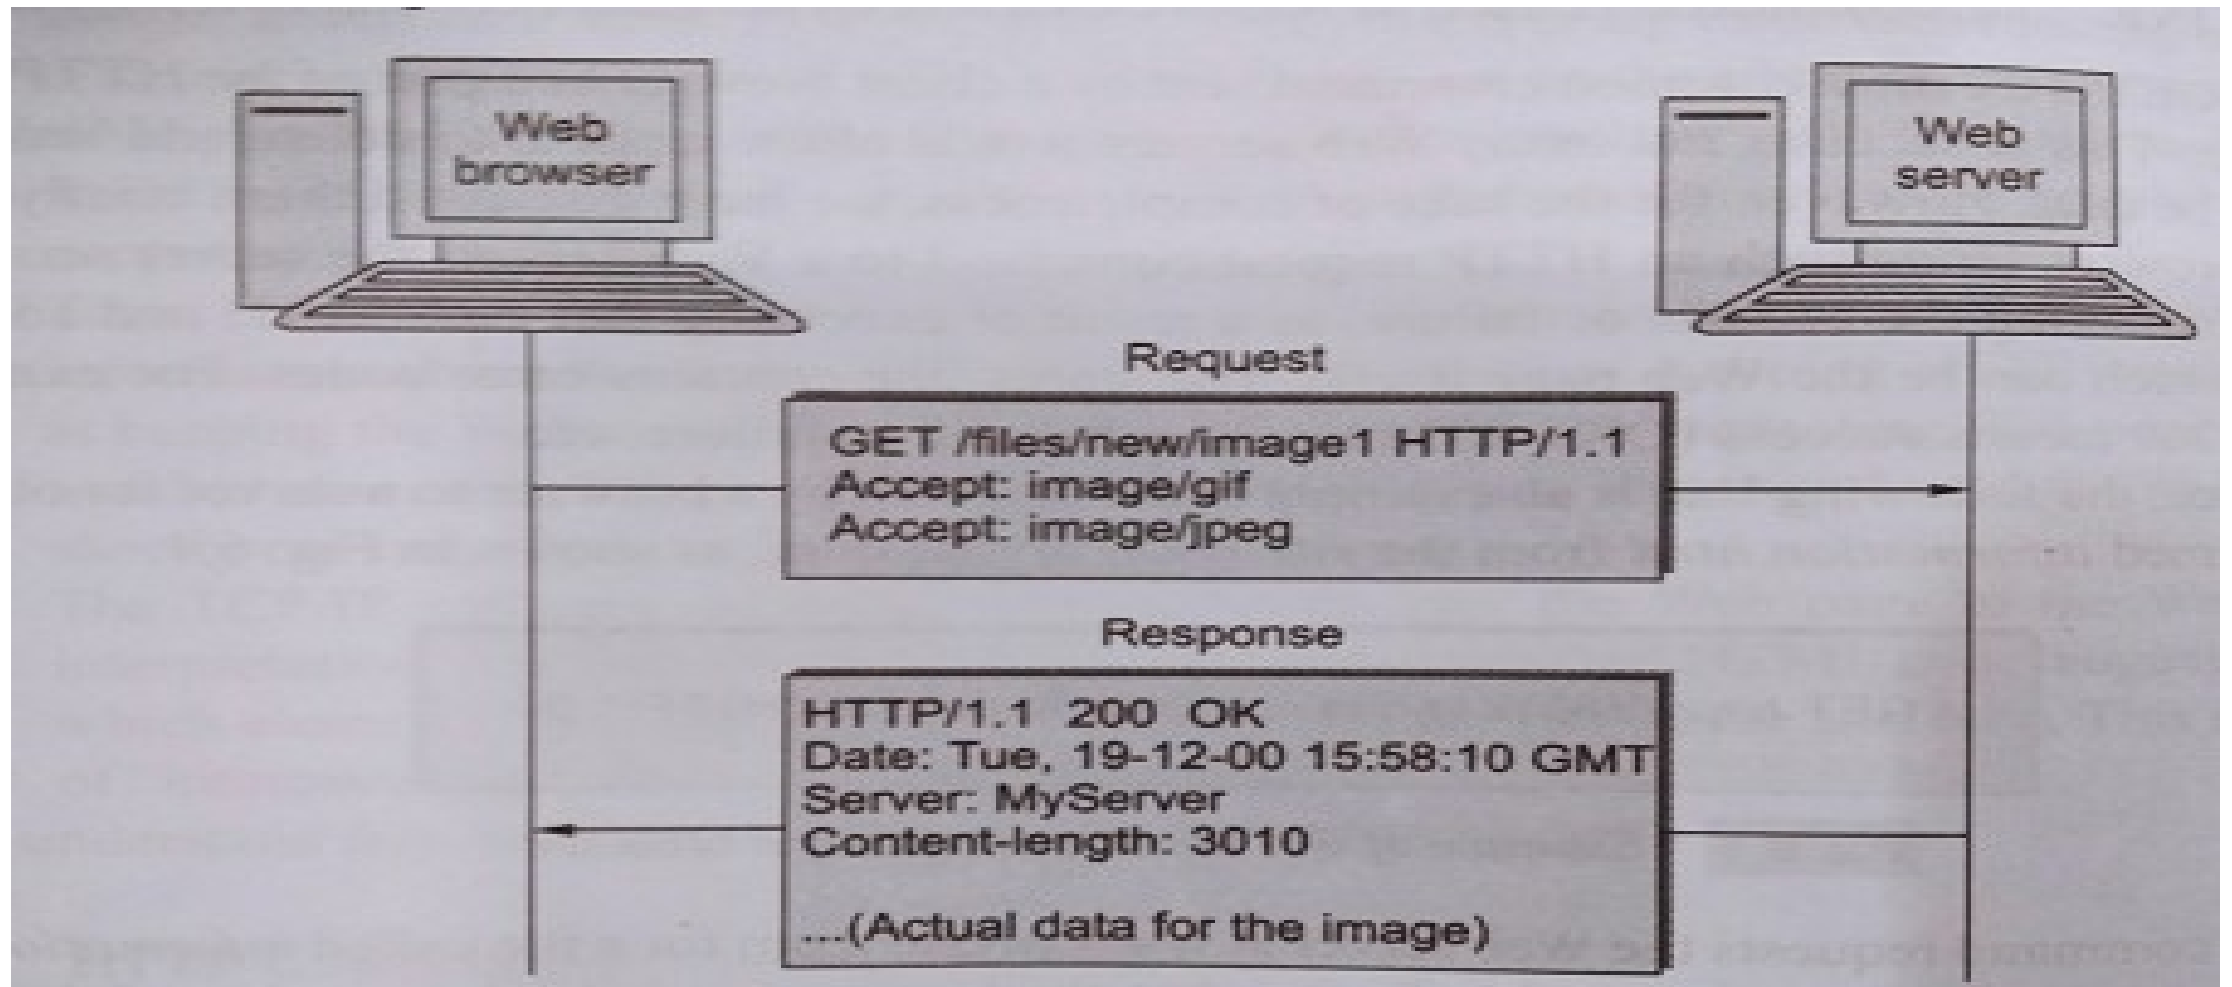 Web
browser
Web
server
Request
GET /files/new/image1 HTTP/1.1
Accept: image/gif
Accept: image/jpeg
Response
HTTP/1.1 200 OK
Date: Tue, 19-12-00 15:58:10 GMT
Server: MyServer
Content-length: 3010
...(Actual data for the image)